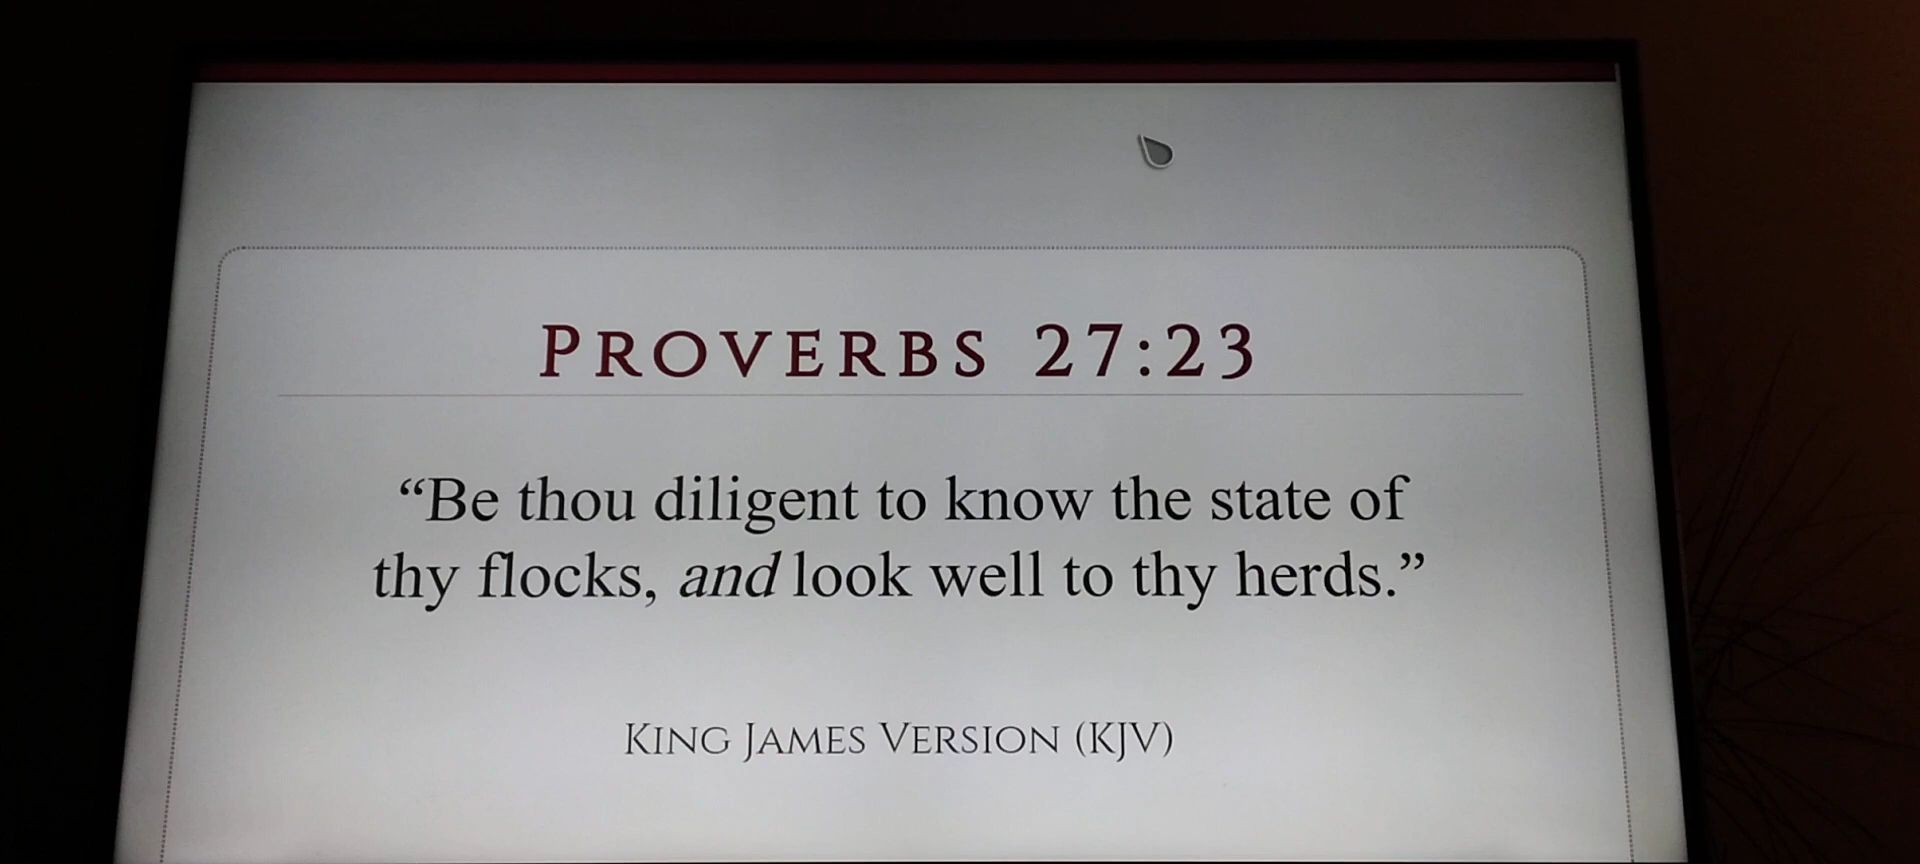 PROVERBS 27:23
“Be thou diligent to know the state of
thy flocks, and look well to thy herds.”
KING JAMES VERSION (KJV)